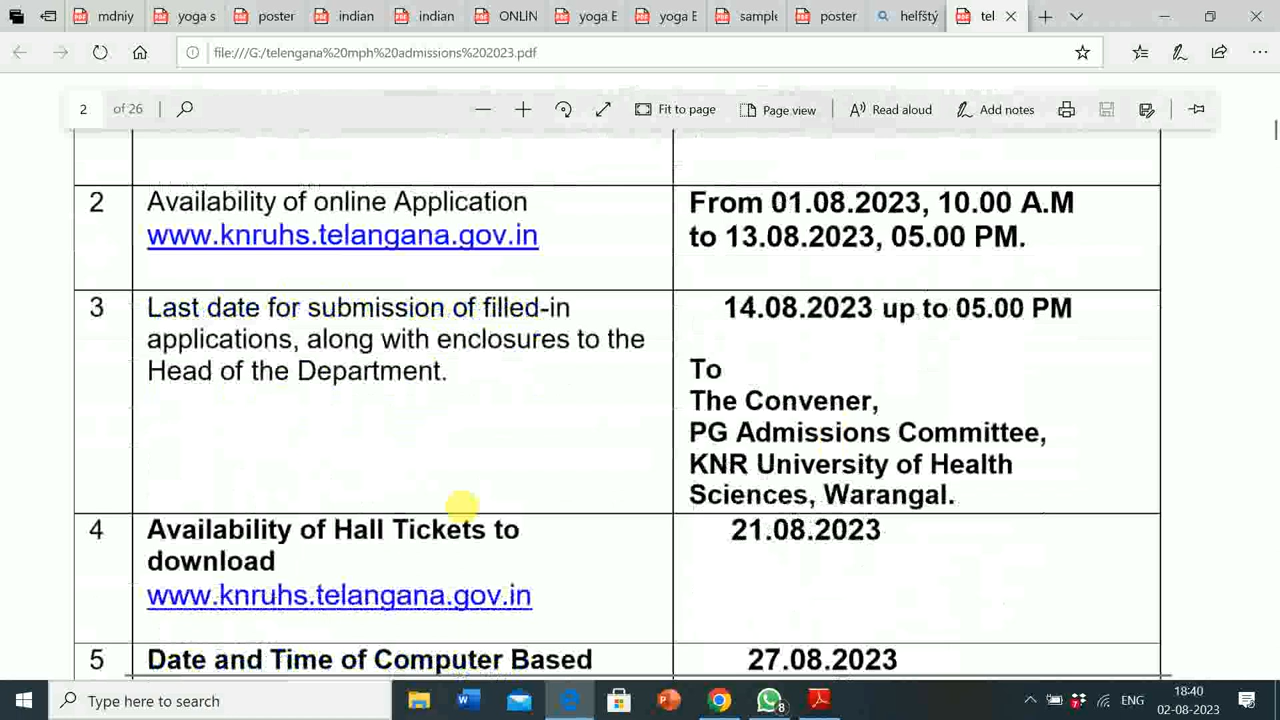 mdniy
yoga s
poster
indian
indian
ONLIN
yoga E
yoga E
sampl
poster
helfstý
tel
file:///G:/telengana%20mph%20admissions%202023.pdf
2 of 26
Fit to page
Page view
Read aloud
Add notes
2
Availability of online Application
www.knruhs.telangana.gov.in
From 01.08.2023, 10.00 A.M
to 13.08.2023, 05.00 PM.
3
Last date for submission of filled-in
applications, along with enclosures to the
Head of the Department.
14.08.2023 up to 05.00 PM
To
The Convener,
PG Admissions Committee,
KNR University of Health
Sciences, Warangal.
4
Availability of Hall Tickets to
download
www.knruhs.telangana.gov.in
21.08.2023
5
Date and Time of Computer Based
27.08.2023
Type here to search
8
ENG
18:40
02-08-2023